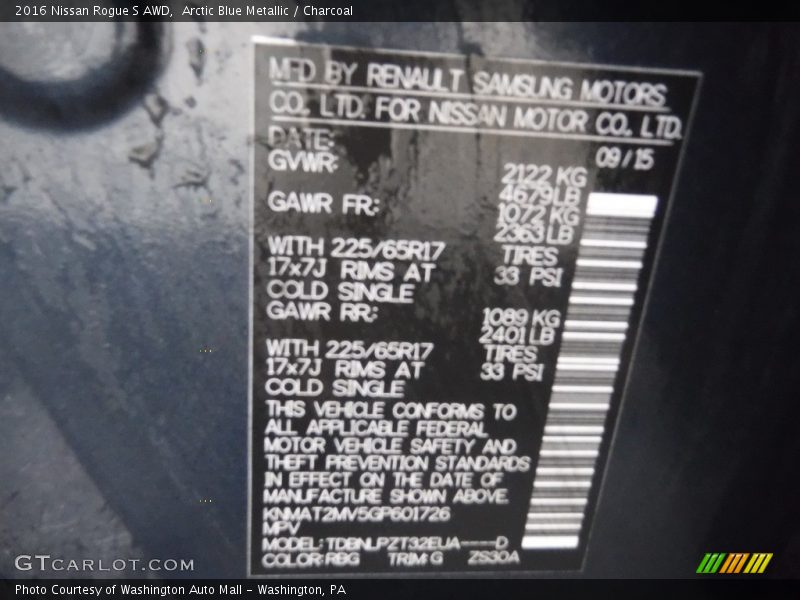 2016 Nissan Rogue S AWD,  Arctic Blue Metallic / Charcoal
MFD BY RENAULT SAMSUNG MOTORS
CO., LTD. FOR NISSAN MOTOR CO., LTD.
DATE: 09/15
GVWR: 2122 KG
4679 LB
GAWR FR: 1072 KG
2363 LB
WITH 225/65R17 TIRES
17x7J RIMS AT 33 PSI
COLD SINGLE
GAWR RR: 1089 KG
2401 LB
WITH 225/65R17 TIRES
17x7J RIMS AT 33 PSI
COLD SINGLE
THIS VEHICLE CONFORMS TO
ALL APPLICABLE FEDERAL
MOTOR VEHICLE SAFETY AND
THEFT PREVENTION STANDARDS
IN EFFECT ON THE DATE OF
MANUFACTURE SHOWN ABOVE.
KNMAT2MV5GP601726
MPV
MODEL: TDBNLPZT32EUA----D
COLOR: RBG TRIM: G ZS30A
GTCARLOT.COM
Photo Courtesy of Washington Auto Mall - Washington, PA